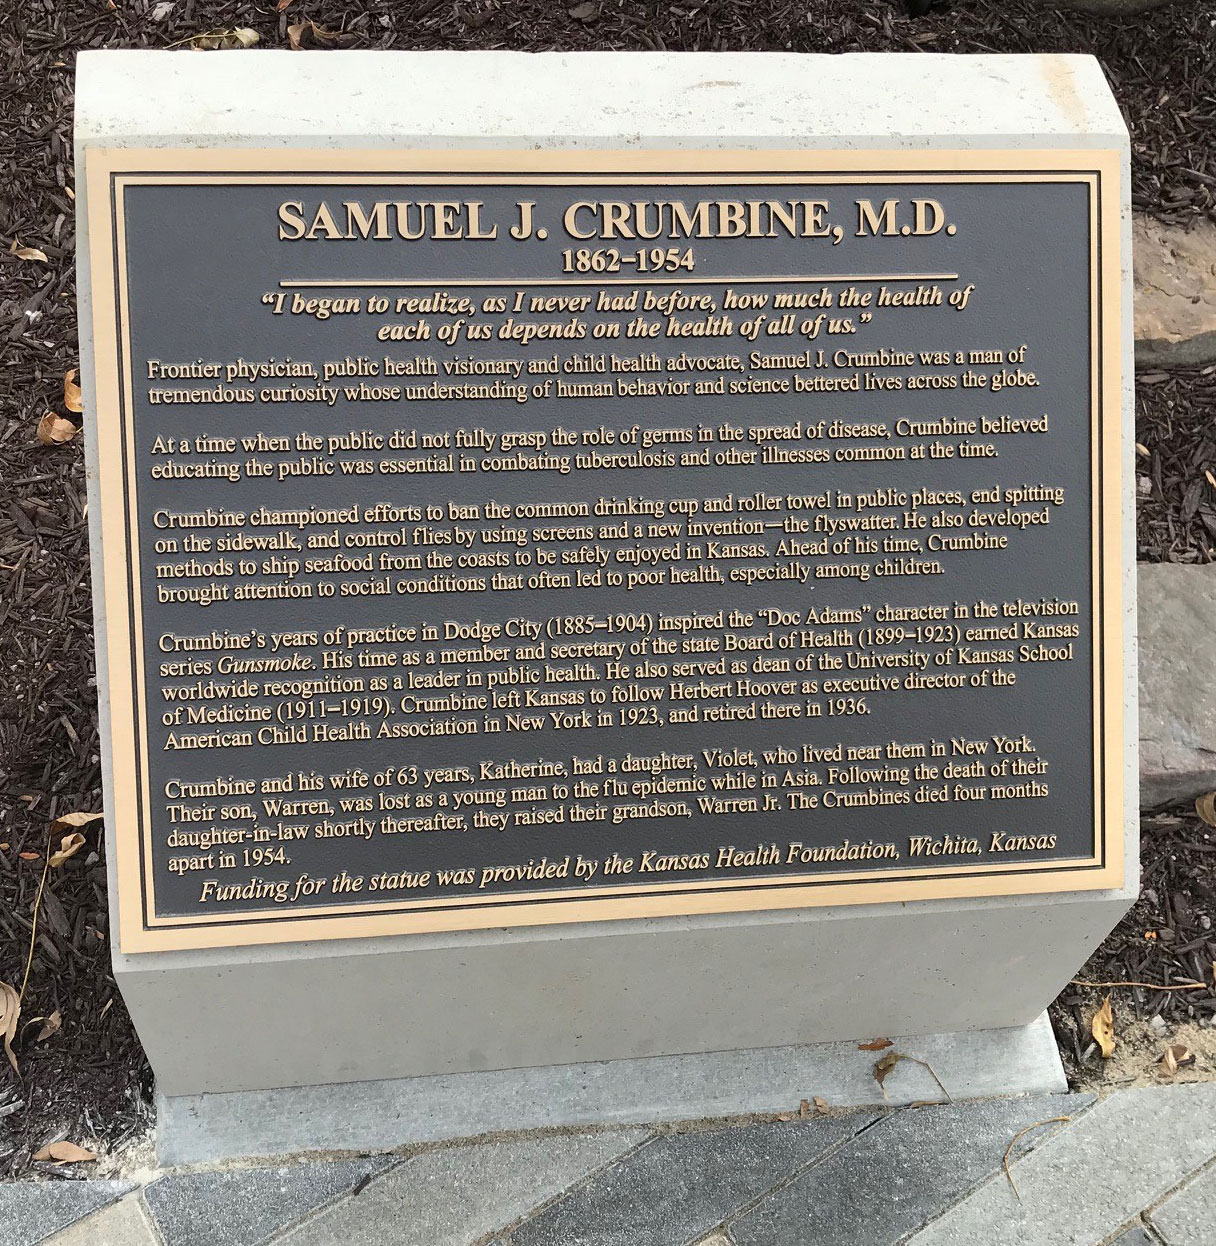 SAMUEL J. CRUMBINE, M.D.
1862–1954
“I began to realize, as I never had before, how much the health of
each of us depends on the health of all of us.”
Frontier physician, public health visionary and child health advocate, Samuel J. Crumbine was a man of
tremendous curiosity whose understanding of human behavior and science bettered lives across the globe.
At a time when the public did not fully grasp the role of germs in the spread of disease, Crumbine believed
educating the public was essential in combating tuberculosis and other illnesses common at the time.
Crumbine championed efforts to ban the common drinking cup and roller towel in public places, end spitting
on the sidewalk, and control flies by using screens and a new invention—the flyswatter. He also developed
methods to ship seafood from the coasts to be safely enjoyed in Kansas. Ahead of his time, Crumbine
brought attention to social conditions that often led to poor health, especially among children.
Crumbine’s years of practice in Dodge City (1885–1904) inspired the “Doc Adams” character in the television
series Gunsmoke. His time as a member and secretary of the state Board of Health (1899–1923) earned Kansas
worldwide recognition as a leader in public health. He also served as dean of the University of Kansas School
of Medicine (1911–1919). Crumbine left Kansas to follow Herbert Hoover as executive director of the
American Child Health Association in New York in 1923, and retired there in 1936.
Crumbine and his wife of 63 years, Katherine, had a daughter, Violet, who lived near them in New York.
Their son, Warren, was lost as a young man to the flu epidemic while in Asia. Following the death of their
daughter-in-law shortly thereafter, they raised their grandson, Warren Jr. The Crumbines died four months
apart in 1954.
Funding for the statue was provided by the Kansas Health Foundation, Wichita, Kansas